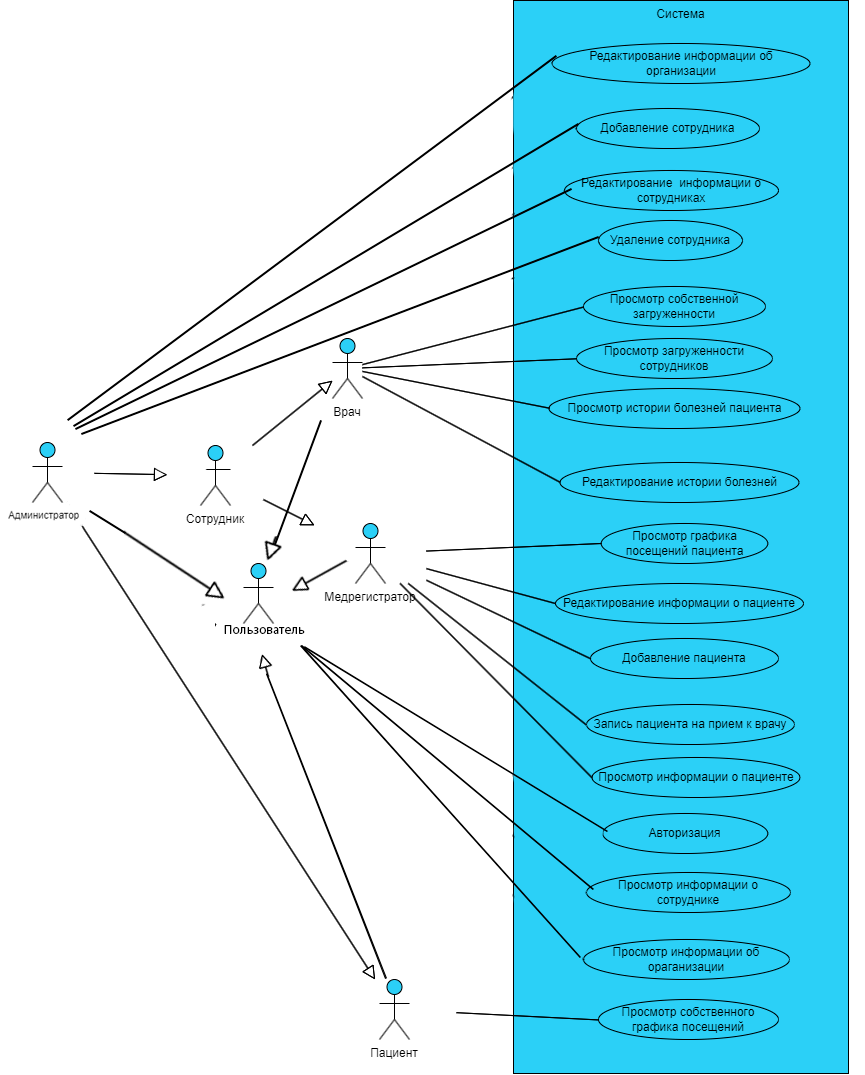 Система
Редактирование информации об
организации
Добавление сотрудника
Редактирование информации о
сотрудниках
Удаление сотрудника
Просмотр собственной
загруженности
Просмотр загруженности
сотрудников
Врач
Просмотр истории болезней пациента
Редактирование истории болезней
Администратор
Сотрудник
Просмотр графика
посещений пациента
Медрегистратор
Редактирование информации о пациенте
Пользователь
Добавление пациента
Запись пациента на прием к врачу
Просмотр информации о пациенте
Авторизация
Просмотр информации о
сотруднике
Просмотр информации об
ораганизации
Просмотр собственного
графика посещений
Пациент